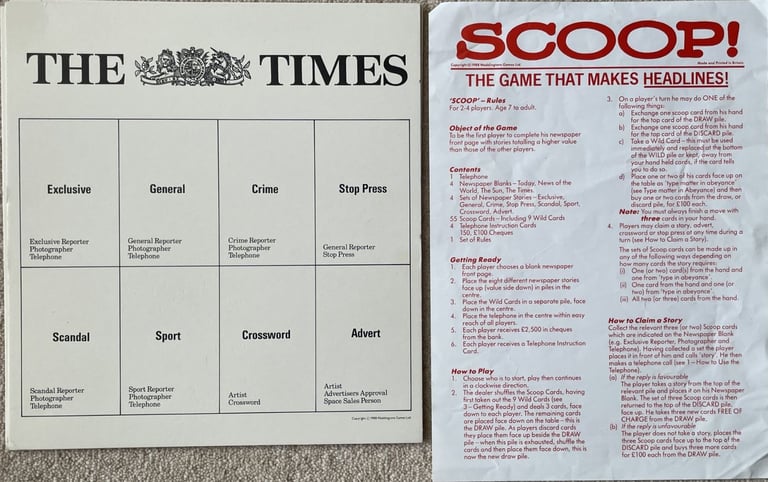 THE TIMES
Exclusive
General
Crime
Stop Press
Exclusive Reporter
Photographer
Telephone
General Reporter
Photographer
Telephone
Crime Reporter
Photographer
Telephone
General Reporter
Stop Press
Scandal
Sport
Crossword
Advert
Scandal Reporter
Photographer
Telephone
Sport Reporter
Photographer
Telephone
Artist
Crossword
Artist
Advertisers Approval
Space Sales Person
Copyright © 1988 Waddingtons Games Ltd
SCOOP!
Copyright © 1988 Waddingtons Games Ltd.
Made and Printed in Britain
THE GAME THAT MAKES HEADLINES!
'SCOOP' – Rules
For 2-4 players. Age 7 to adult.
Object of the Game
To be the first player to complete his newspaper
front page with stories totalling a higher value
than those of the other players.
Contents
1 Telephone
4 Newspaper Blanks – Today, News of the
World, The Sun, The Times.
4 Sets of Newspaper Stories – Exclusive,
General, Crime, Stop Press, Scandal, Sport,
Crossword, Advert.
55 Scoop Cards – Including 9 Wild Cards
4 Telephone Instruction Cards
150, £100 Cheques
1 Set of Rules
Getting Ready
1. Each player chooses a blank newspaper
front page.
2. Place the eight different newspaper stories
face up (value side down) in piles in the
centre.
3. Place the Wild Cards in a separate pile, face
down in the centre.
4. Place the telephone in the centre within easy
reach of all players.
5. Each player receives £2,500 in cheques
from the bank.
6. Each player receives a Telephone Instruction
Card.
How to Play
1. Choose who is to start, play then continues
in a clockwise direction.
2. The dealer shuffles the Scoop Cards, having
first taken out the 9 Wild Cards (see
3 – Getting Ready) and deals 3 cards, face
down to each player. The remaining cards
are placed face down on the table – this is
the DRAW pile. As players discard cards
they place them face up beside the DRAW
pile – when this pile is exhausted, shuffle the
cards and then place them face down, this is
now the new draw pile.
3. On a player's turn he may do ONE of the
following things:
a) Exchange one scoop card from his hand
for the top card of the DRAW pile.
b) Exchange one scoop card from his hand
for the top card of the DISCARD pile.
c) Take a Wild Card – this must be used
immediately and replaced at the bottom
of the WILD pile or kept, away from
your hand held cards, if the card tells
you to do so.
d) Place one or two of his cards face up on
the table as 'type matter in abeyance'
(see Type matter in Abeyance) and then
buy one or two cards from the draw, or
discard pile, for £100 each.
Note: You must always finish a move with
three cards in your hand.
4. Players may claim a story, advert,
crossword or stop press at any time during a
turn (see How to Claim a Story).
The sets of Scoop cards can be made up in
any of the following ways depending on
how many cards the story requires:
(i) One (or two) card(s) from the hand and
one from 'type in abeyance'.
(ii) One card from the hand and one (or
two) from 'type in abeyance'.
(iii) All two (or three) cards from the hand.
How to Claim a Story
Collect the relevant three (or two) Scoop cards
which are indicated on the Newspaper Blank
(e.g. Exclusive Reporter, Photographer and
Telephone). Having collected a set the player
places it in front of him and calls 'story'. He then
makes a telephone call (see 1 – How to Use the
Telephone).
(a) If the reply is favourable
The player takes a story from the top of the
relevant pile and places it on his Newspaper
Blank. The set of three Scoop cards is then
returned to the top of the DISCARD pile,
face up. He takes three new cards FREE OF
CHARGE from the DRAW pile.
(b) If the reply is unfavourable
The player does not take a story, places the
three Scoop cards face up to the top of the
DISCARD pile and buys three more cards
for £100 each from the DRAW pile.